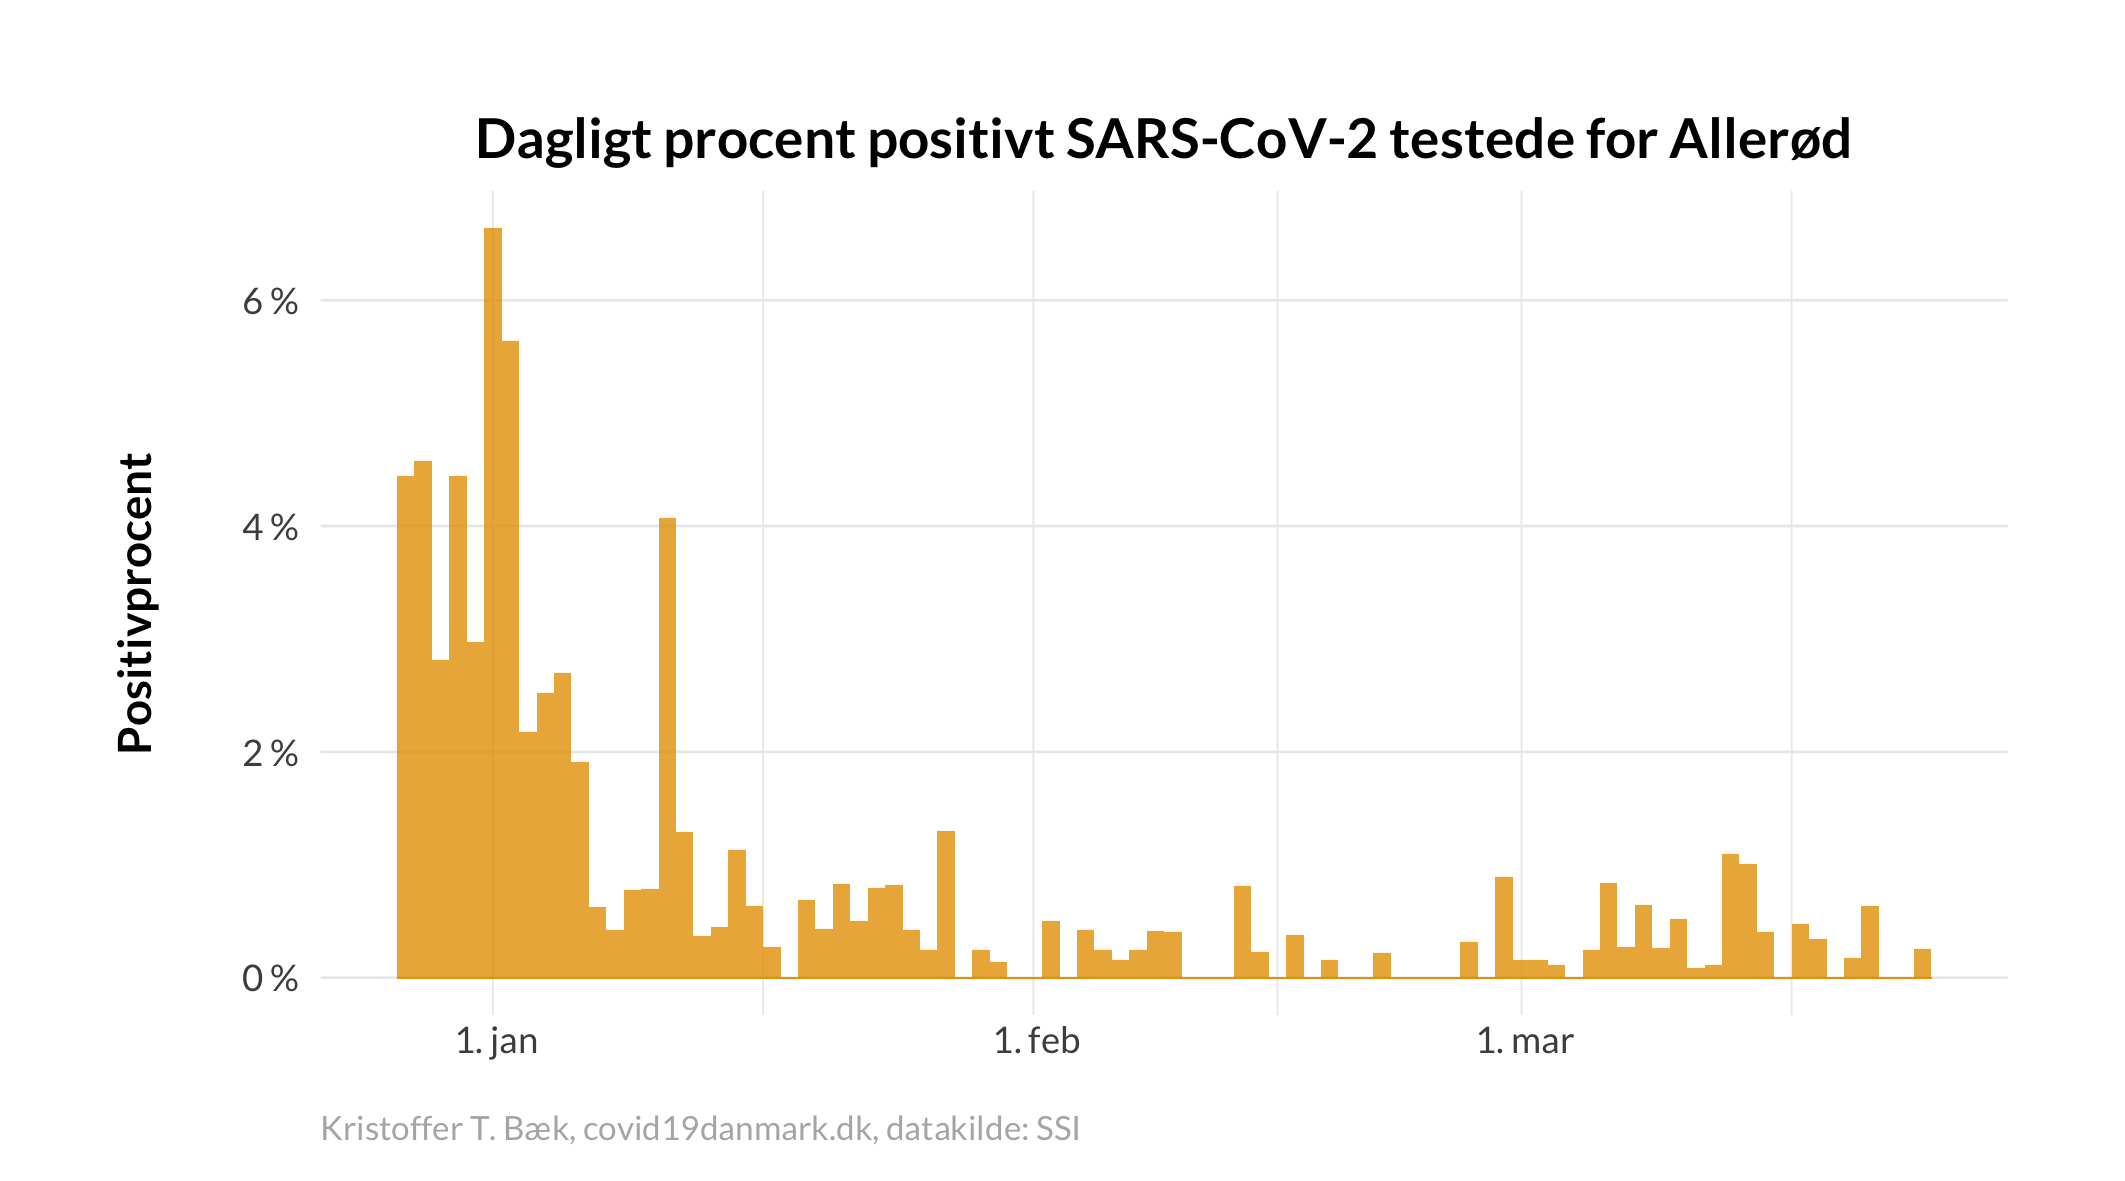 Dagligt procent positivt SARS-CoV-2 testede for Allerød
Positivprocent
6 %
4 %
2 %
0 %
1. jan
1. feb
1. mar
Kristoffer T. Bæk, covid19danmark.dk, datakilde: SSI